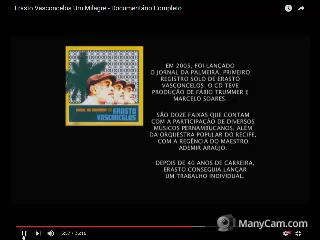 Erasto Vasconcelos Um Milagre - Documentário Completo
EM 2005, FOI LANÇADO
O JORNAL DA PALMEIRA, PRIMEIRO
REGISTRO SOLO DE ERASTO
VASCONCELOS. O CD TEVE
PRODUÇÃO DE FÁBIO TRUMMER E
MARCELO SOARES.
SÃO DOZE FAIXAS QUE CONTAM
COM A PARTICIPAÇÃO DE DIVERSOS
MÚSICOS PERNAMBUCANOS, ALÉM
DA ORQUESTRA POPULAR DO RECIFE,
COM A REGÊNCIA DO MAESTRO
ADEMIR ARAÚJO.
DEPOIS DE 40 ANOS DE CARREIRA,
ERASTO CONSEGUIA LANÇAR
UM TRABALHO INDIVIDUAL.
ERASTO
VASCONCELOS
ManyCam.com